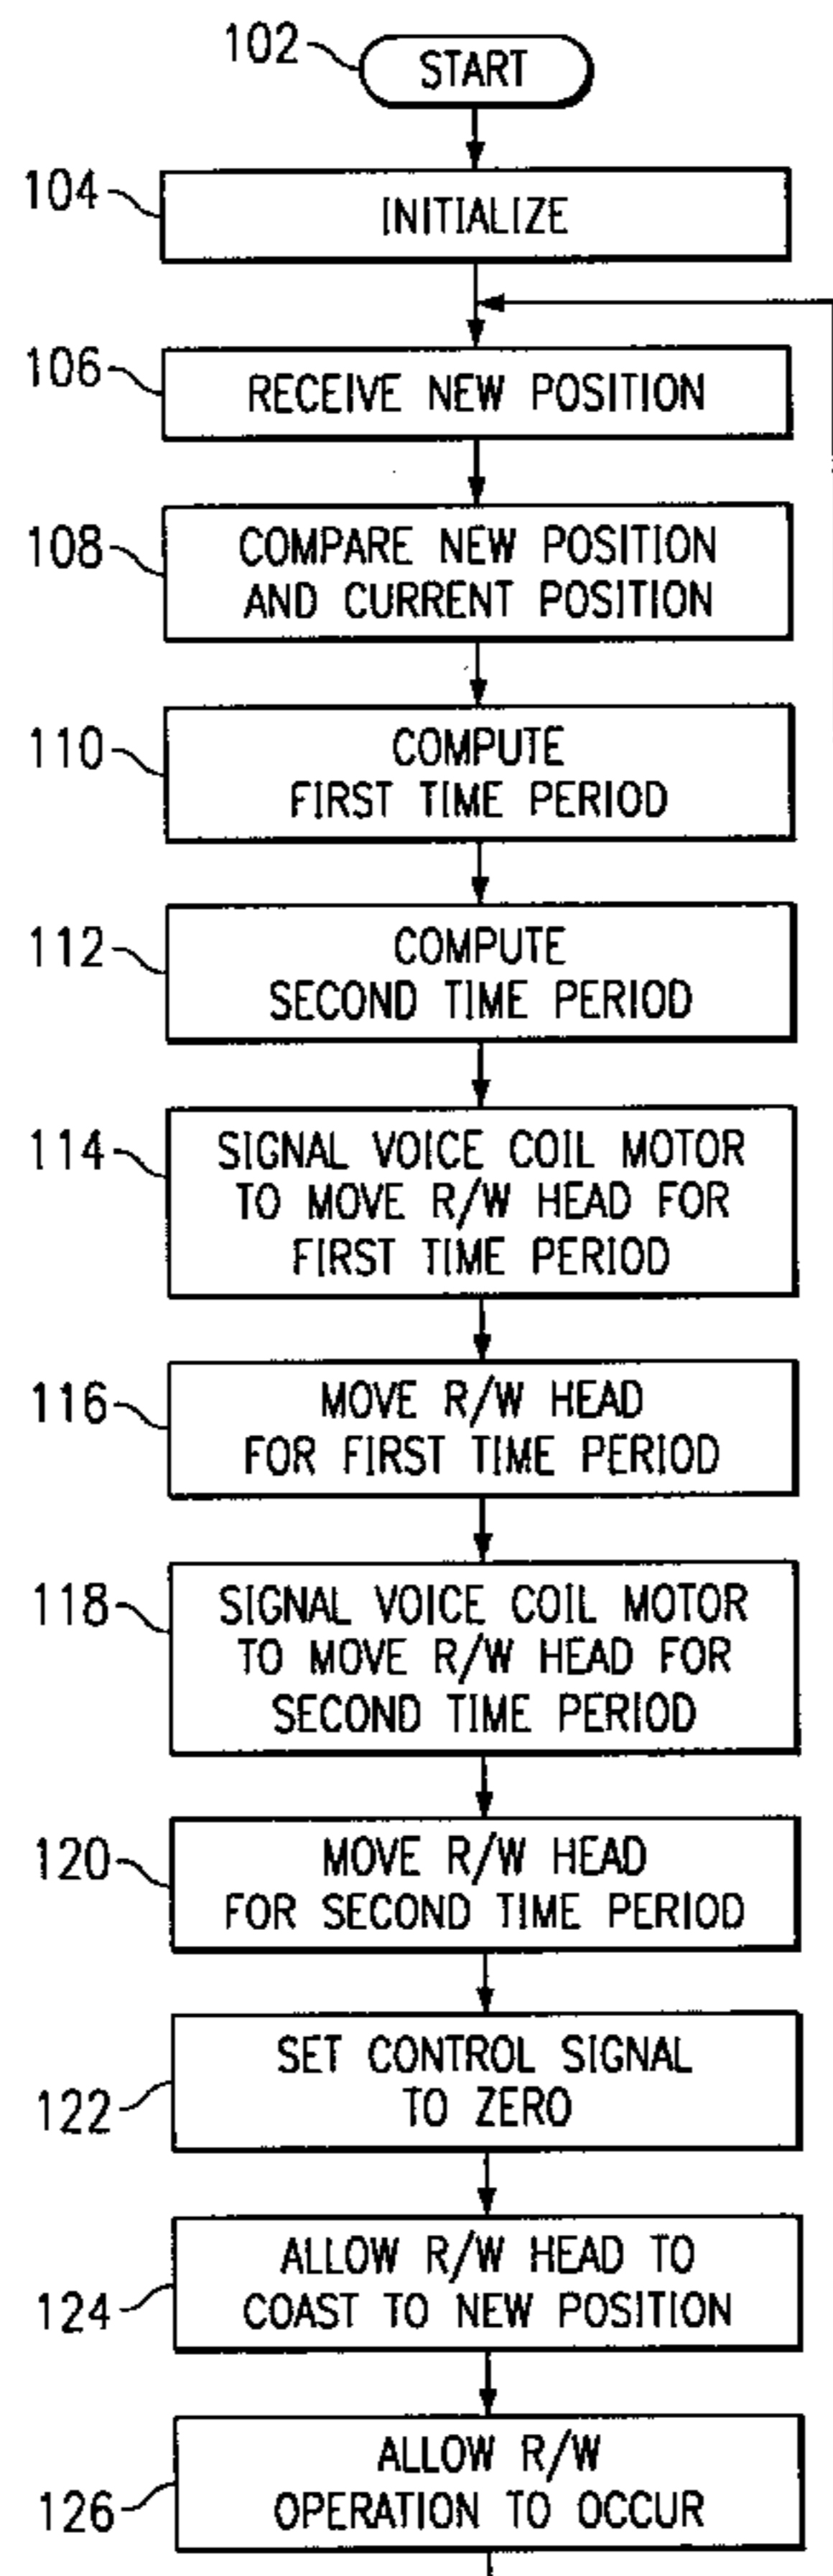 102
START
104
INITIALIZE
106
RECEIVE NEW POSITION
108
COMPARE NEW POSITION
AND CURRENT POSITION
110
COMPUTE
FIRST TIME PERIOD
112
COMPUTE
SECOND TIME PERIOD
114
SIGNAL VOICE COIL MOTOR
TO MOVE R/W HEAD FOR
FIRST TIME PERIOD
116
MOVE R/W HEAD
FOR FIRST TIME PERIOD
118
SIGNAL VOICE COIL MOTOR
TO MOVE R/W HEAD FOR
SECOND TIME PERIOD
120
MOVE R/W HEAD
FOR SECOND TIME PERIOD
122
SET CONTROL SIGNAL
TO ZERO
124
ALLOW R/W HEAD TO
COAST TO NEW POSITION
126
ALLOW R/W
OPERATION TO OCCUR